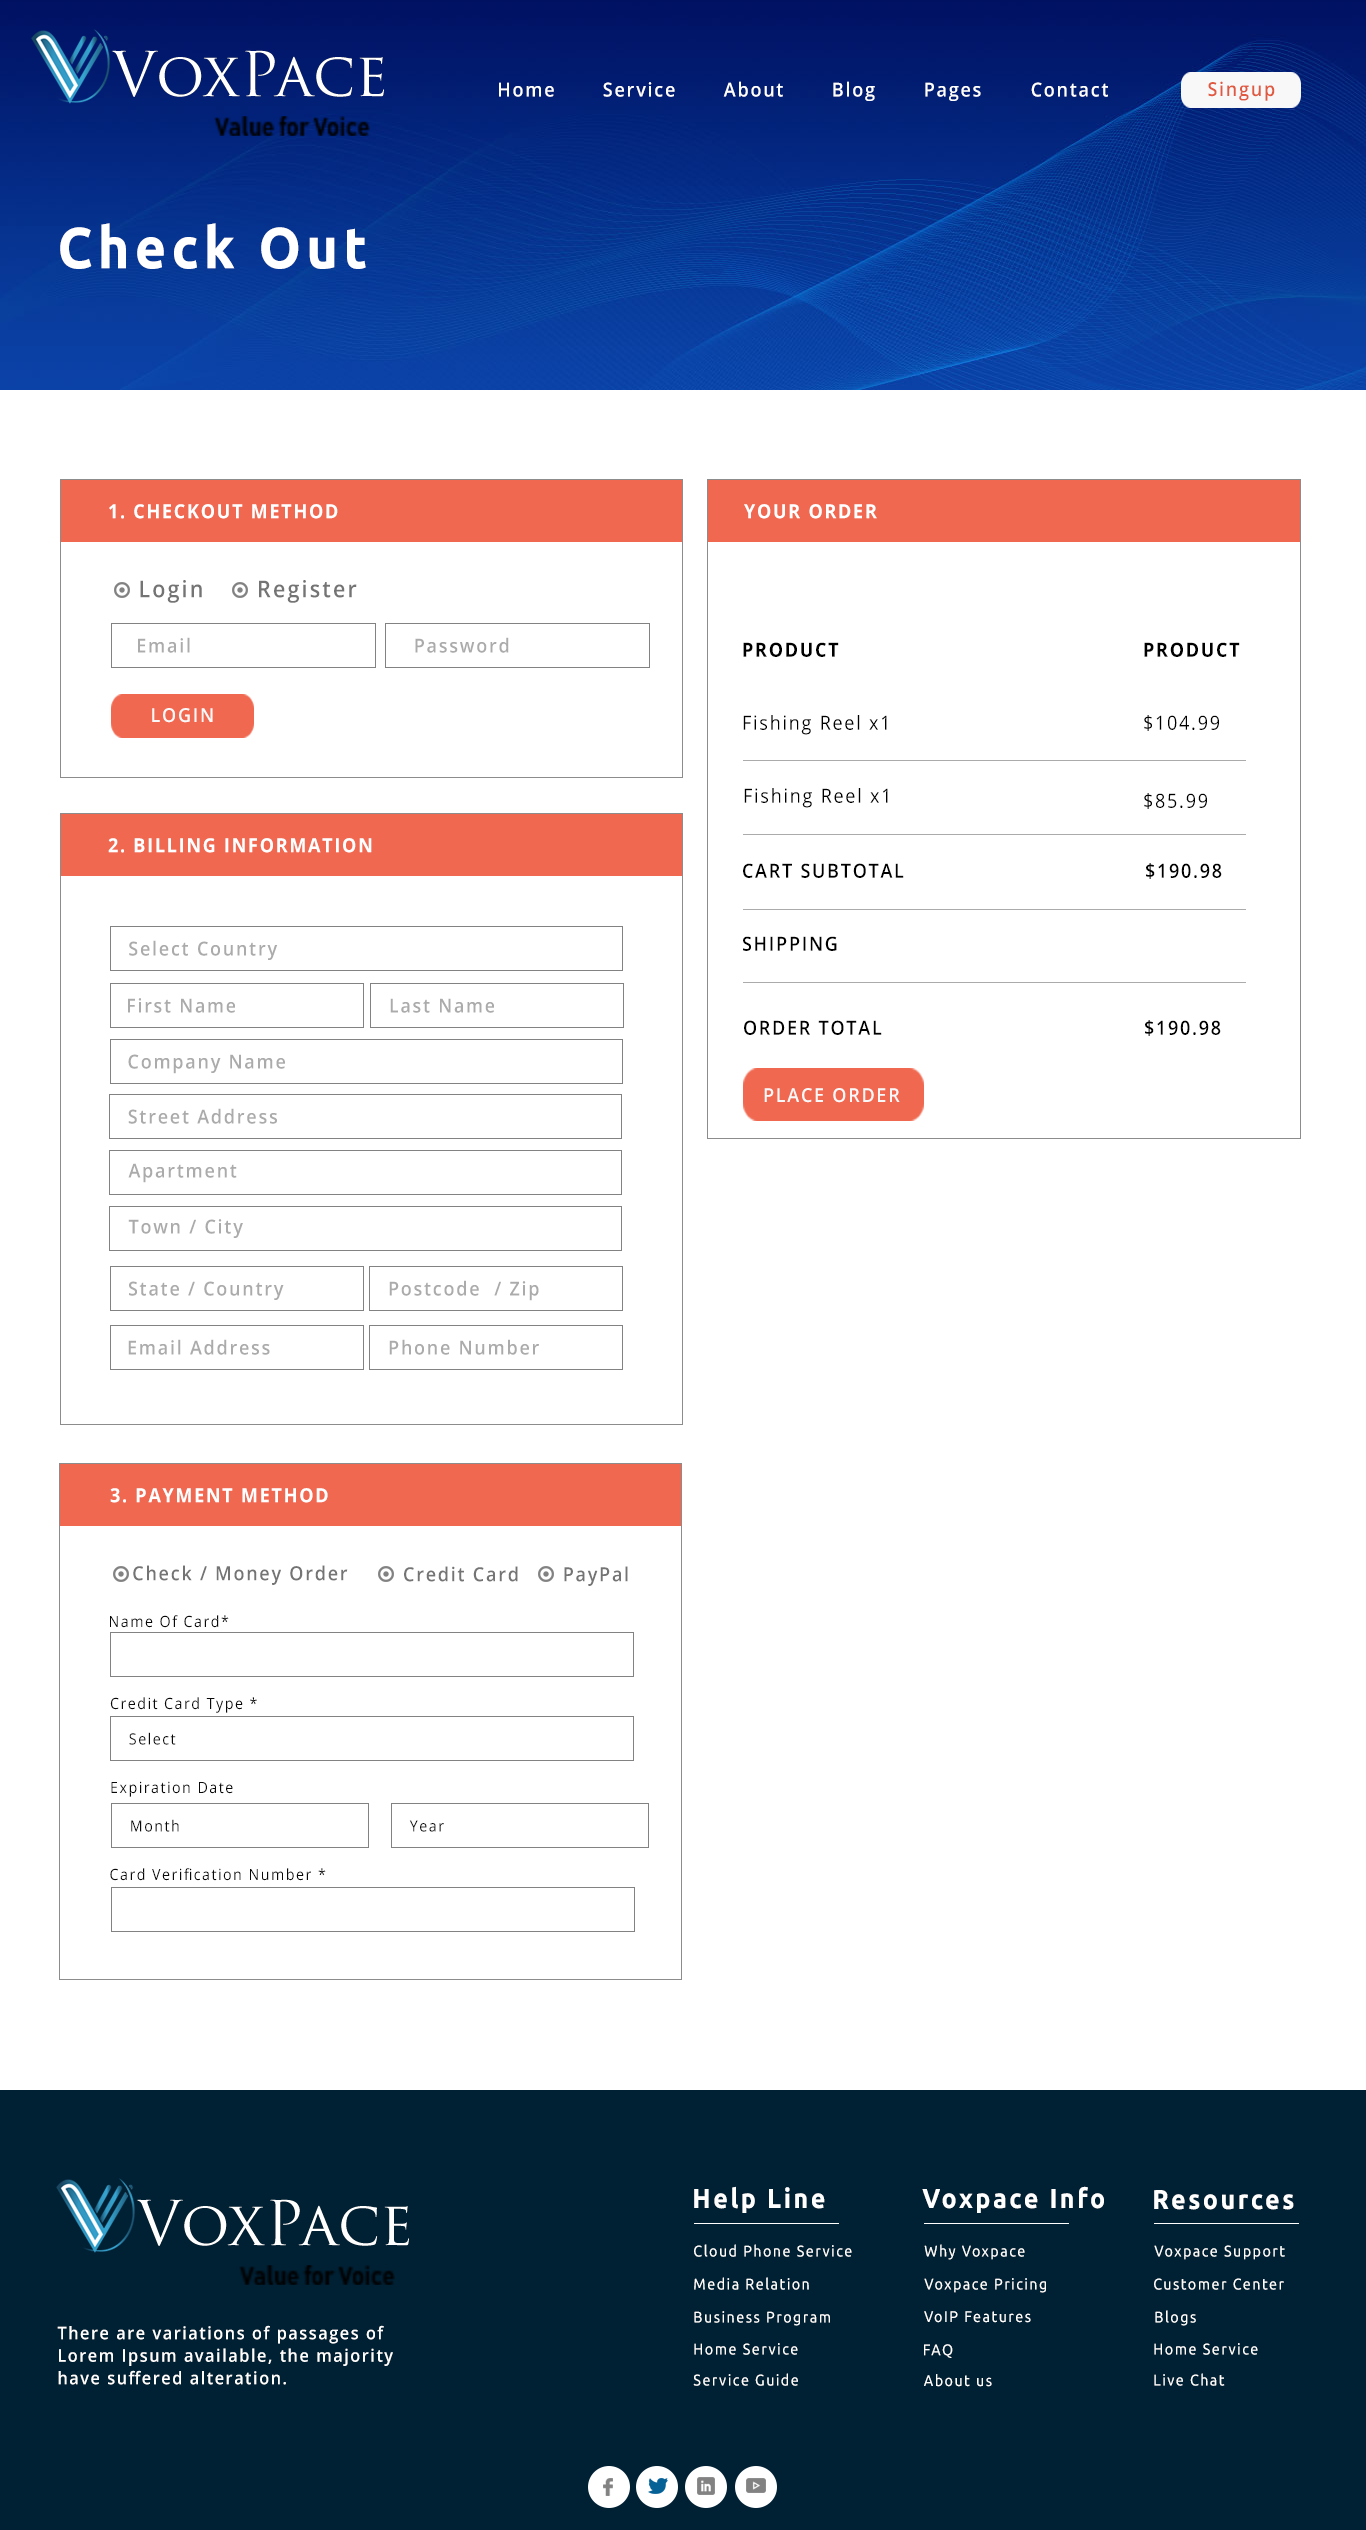 VOXPACE
Value for Voice
Home Service About Blog Pages Contact Singup
Check Out
1. CHECKOUT METHOD
Login Register
Email Password
LOGIN
2. BILLING INFORMATION
Select Country
First Name Last Name
Company Name
Street Address
Apartment
Town / City
State / Country Postcode / Zip
Email Address Phone Number
3. PAYMENT METHOD
Check / Money Order Credit Card PayPal
Name Of Card*
Credit Card Type *
Select
Expiration Date
Month Year
Card Verification Number *
YOUR ORDER
PRODUCT PRODUCT
Fishing Reel x1 $104.99
Fishing Reel x1 $85.99
CART SUBTOTAL $190.98
SHIPPING
ORDER TOTAL $190.98
PLACE ORDER
VOXPACE
Value for Voice
There are variations of passages of
Lorem Ipsum available, the majority
have suffered alteration.
Help Line
Cloud Phone Service
Media Relation
Business Program
Home Service
Service Guide
Voxpace Info
Why Voxpace
Voxpace Pricing
VoIP Features
FAQ
About us
Resources
Voxpace Support
Customer Center
Blogs
Home Service
Live Chat